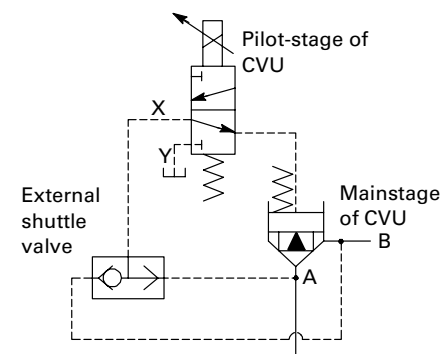 Pilot-stage of
CVU
X
Y
External
shuttle
valve
Mainstage
of CVU
B
A